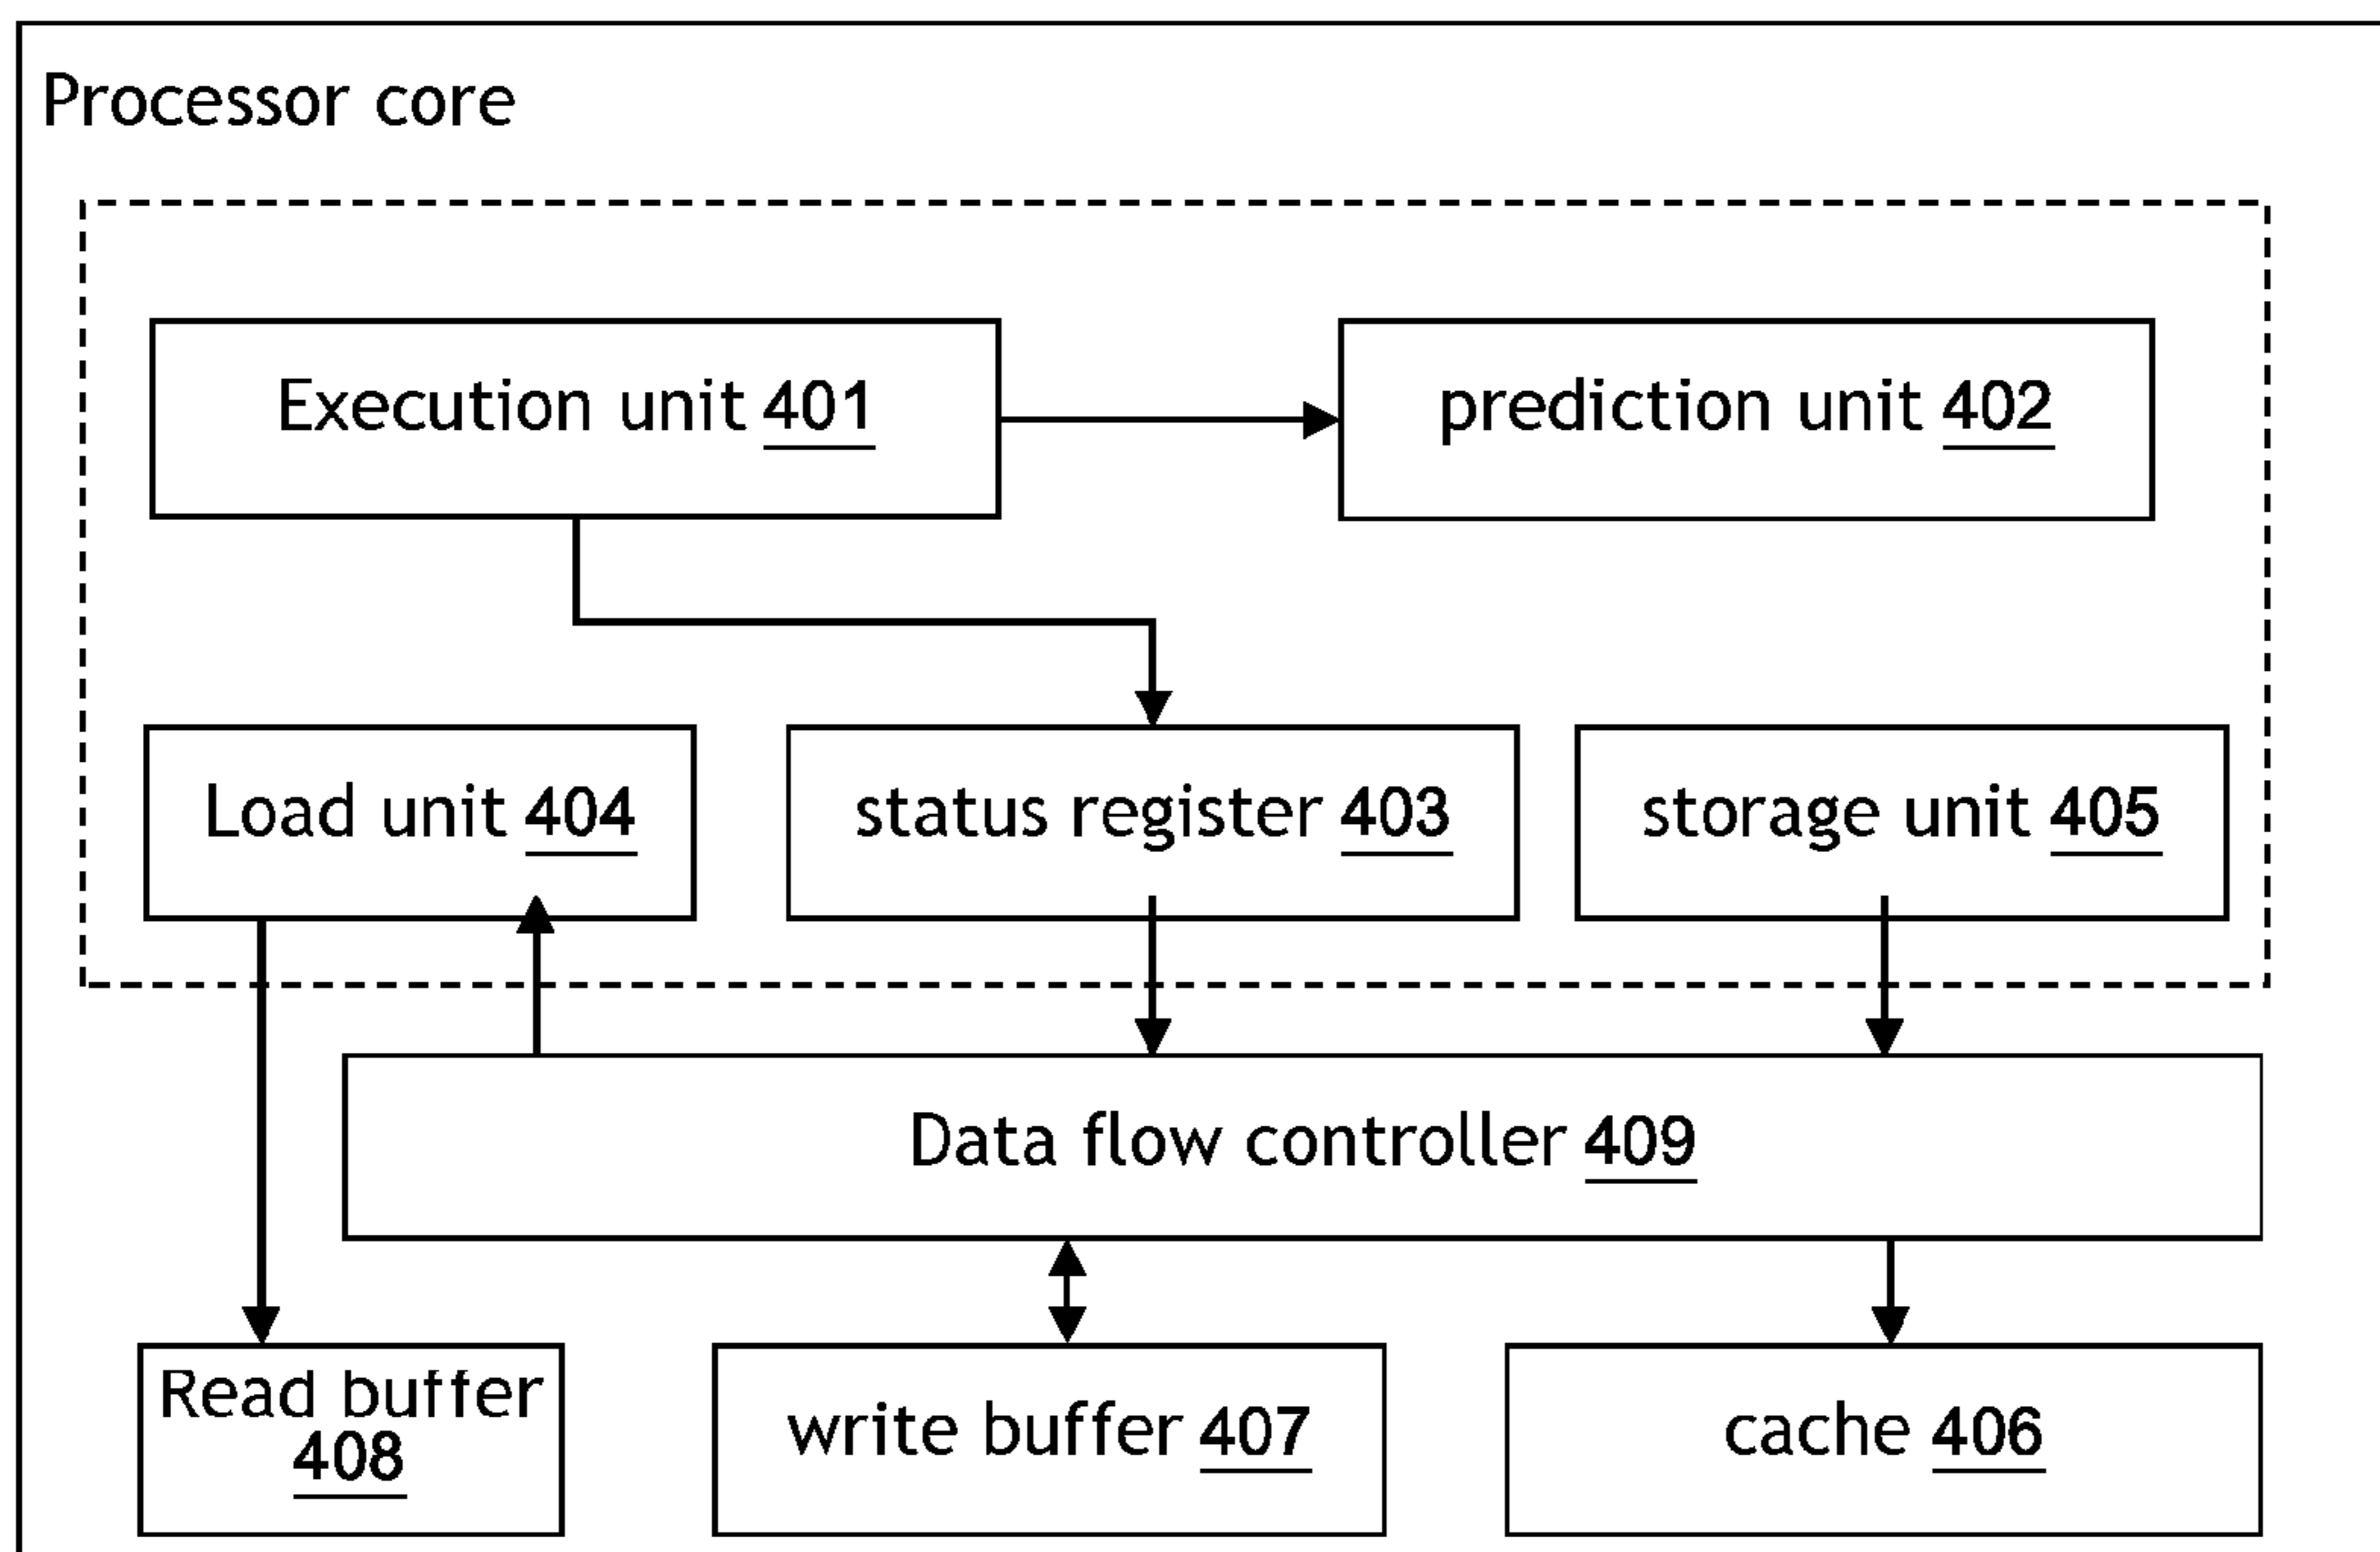 Processor core
Execution unit 401
prediction unit 402
Load unit 404
status register 403
storage unit 405
Data flow controller 409
Read buffer
408
write buffer 407
cache 406